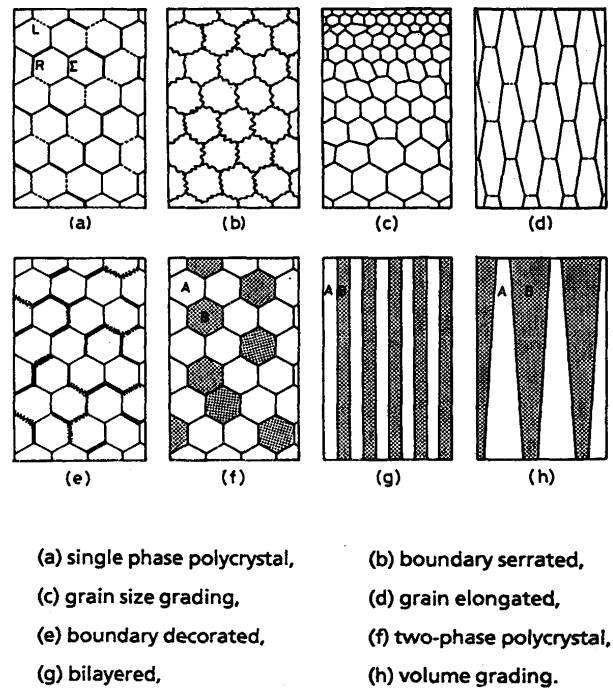 L
R Σ
(a) (b) (c) (d)
A
B
A B
A B
(e) (f) (g) (h)
(a) single phase polycrystal, (b) boundary serrated,
(c) grain size grading, (d) grain elongated,
(e) boundary decorated, (f) two-phase polycrystal,
(g) bilayered, (h) volume grading.